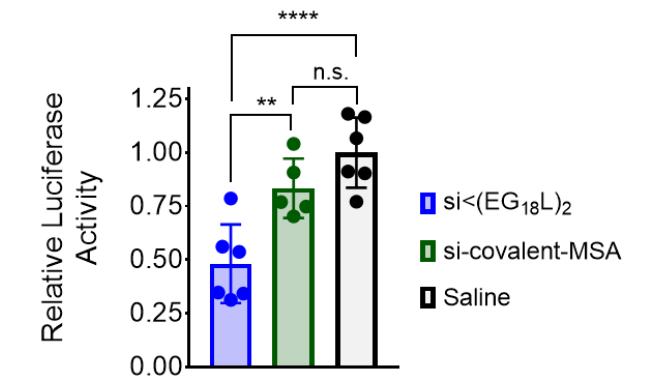 ****
n.s.
**
Relative Luciferase
Activity
1.25
1.00
0.75
0.50
0.25
0.00
si<(EG₁₈L)₂
si-covalent-MSA
Saline